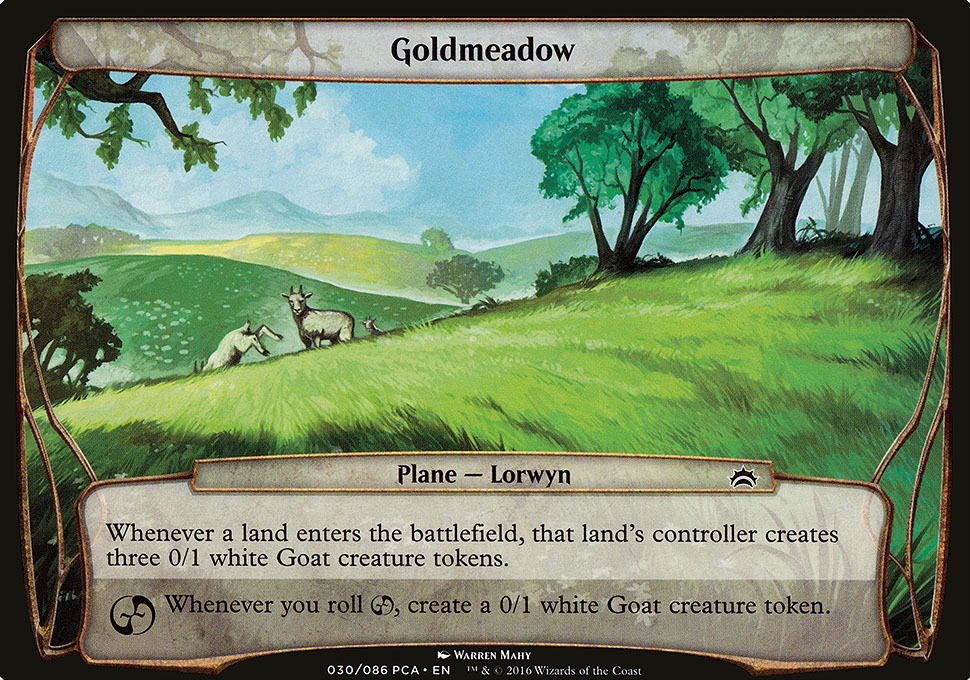 Goldmeadow
Plane — Lorwyn
Whenever a land enters the battlefield, that land's controller creates
three 0/1 white Goat creature tokens.
Whenever you roll , create a 0/1 white Goat creature token.
Warren Mahy
030/086 PCA • EN ™ & © 2016 Wizards of the Coast